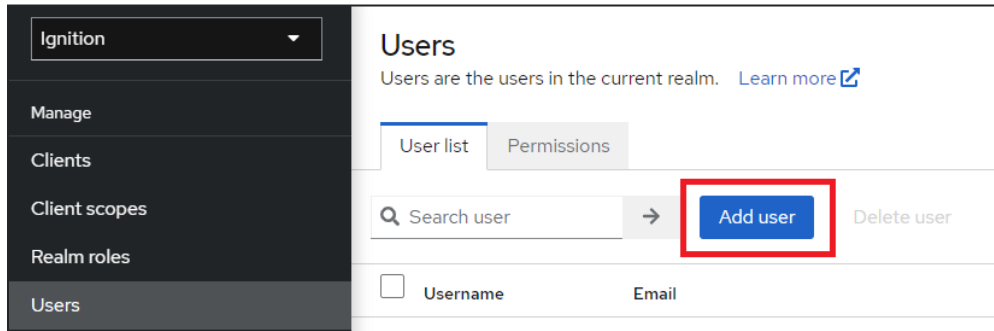 Ignition
Manage
Clients
Client scopes
Realm roles
Users
Users
Users are the users in the current realm. Learn more
User list Permissions
Search user Add user Delete user
Username Email